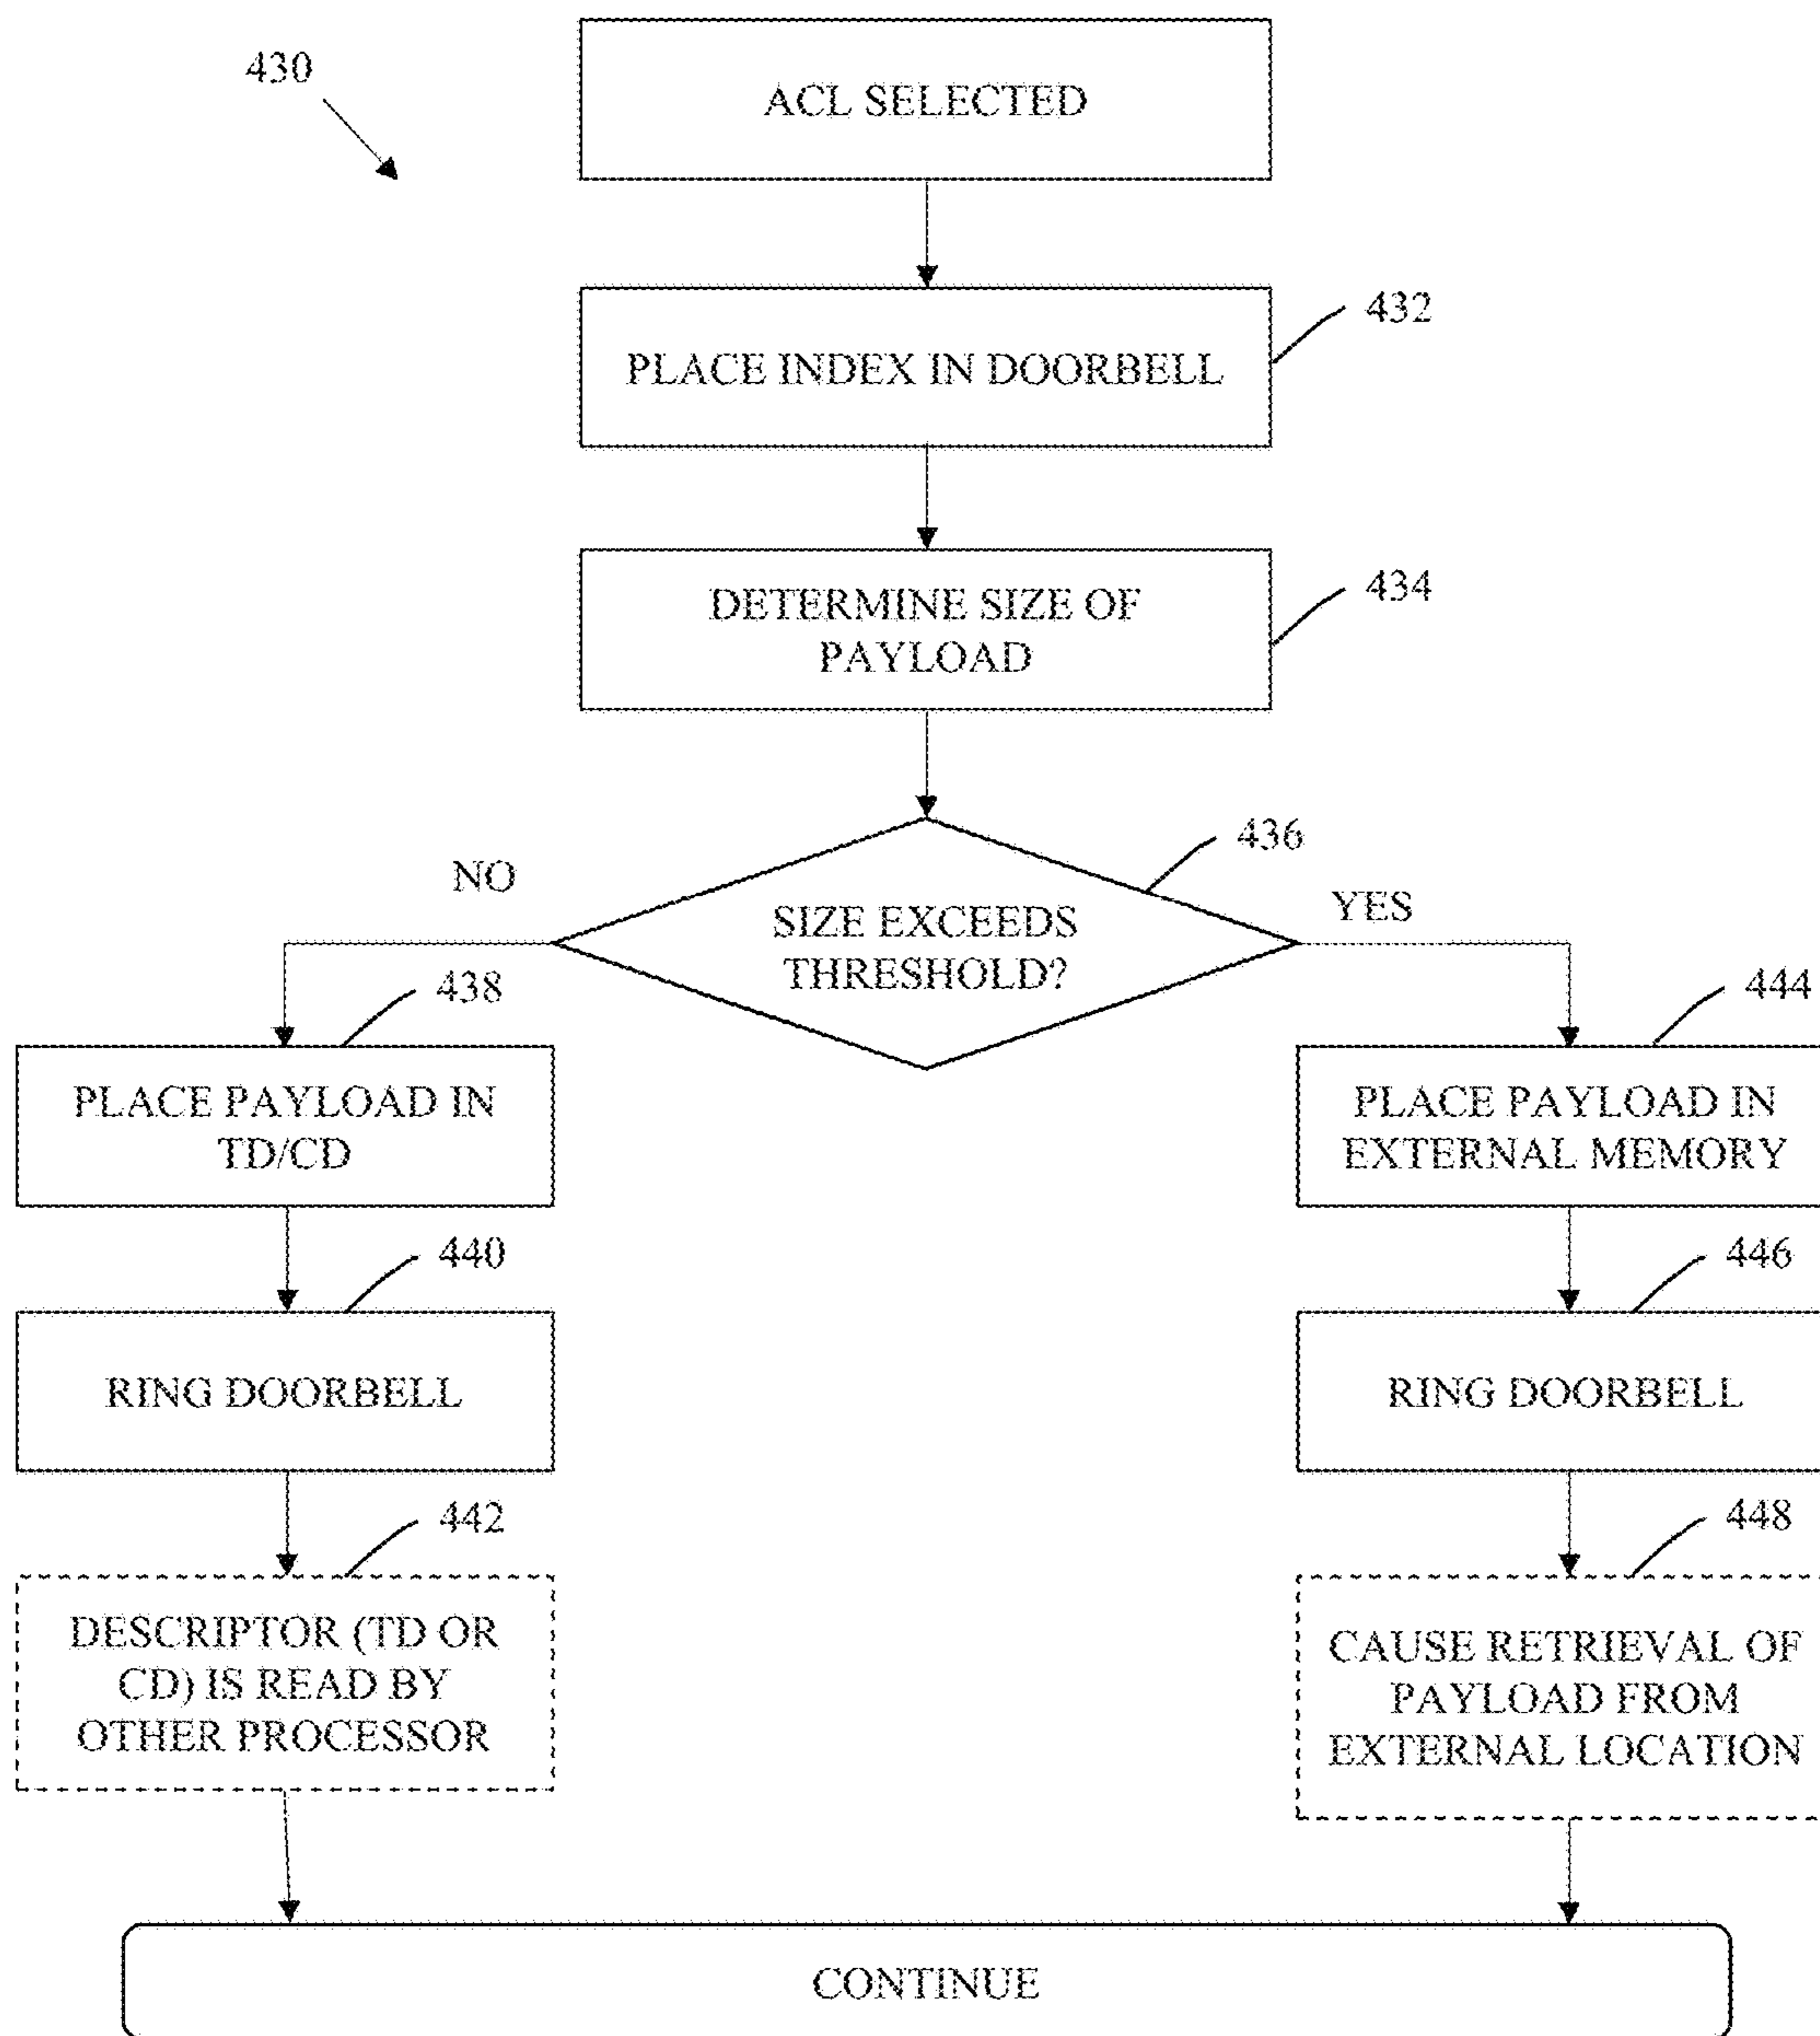 430
ACL SELECTED
432
PLACE INDEX IN DOORBELL
434
DETERMINE SIZE OF
PAYLOAD
436
NO
YES
SIZE EXCEEDS
THRESHOLD?
438
444
PLACE PAYLOAD IN
TD/CD
PLACE PAYLOAD IN
EXTERNAL MEMORY
440
446
RING DOORBELL
RING DOORBELL
442
448
DESCRIPTOR (TD OR
CD) IS READ BY
OTHER PROCESSOR
CAUSE RETRIEVAL OF
PAYLOAD FROM
EXTERNAL LOCATION
CONTINUE